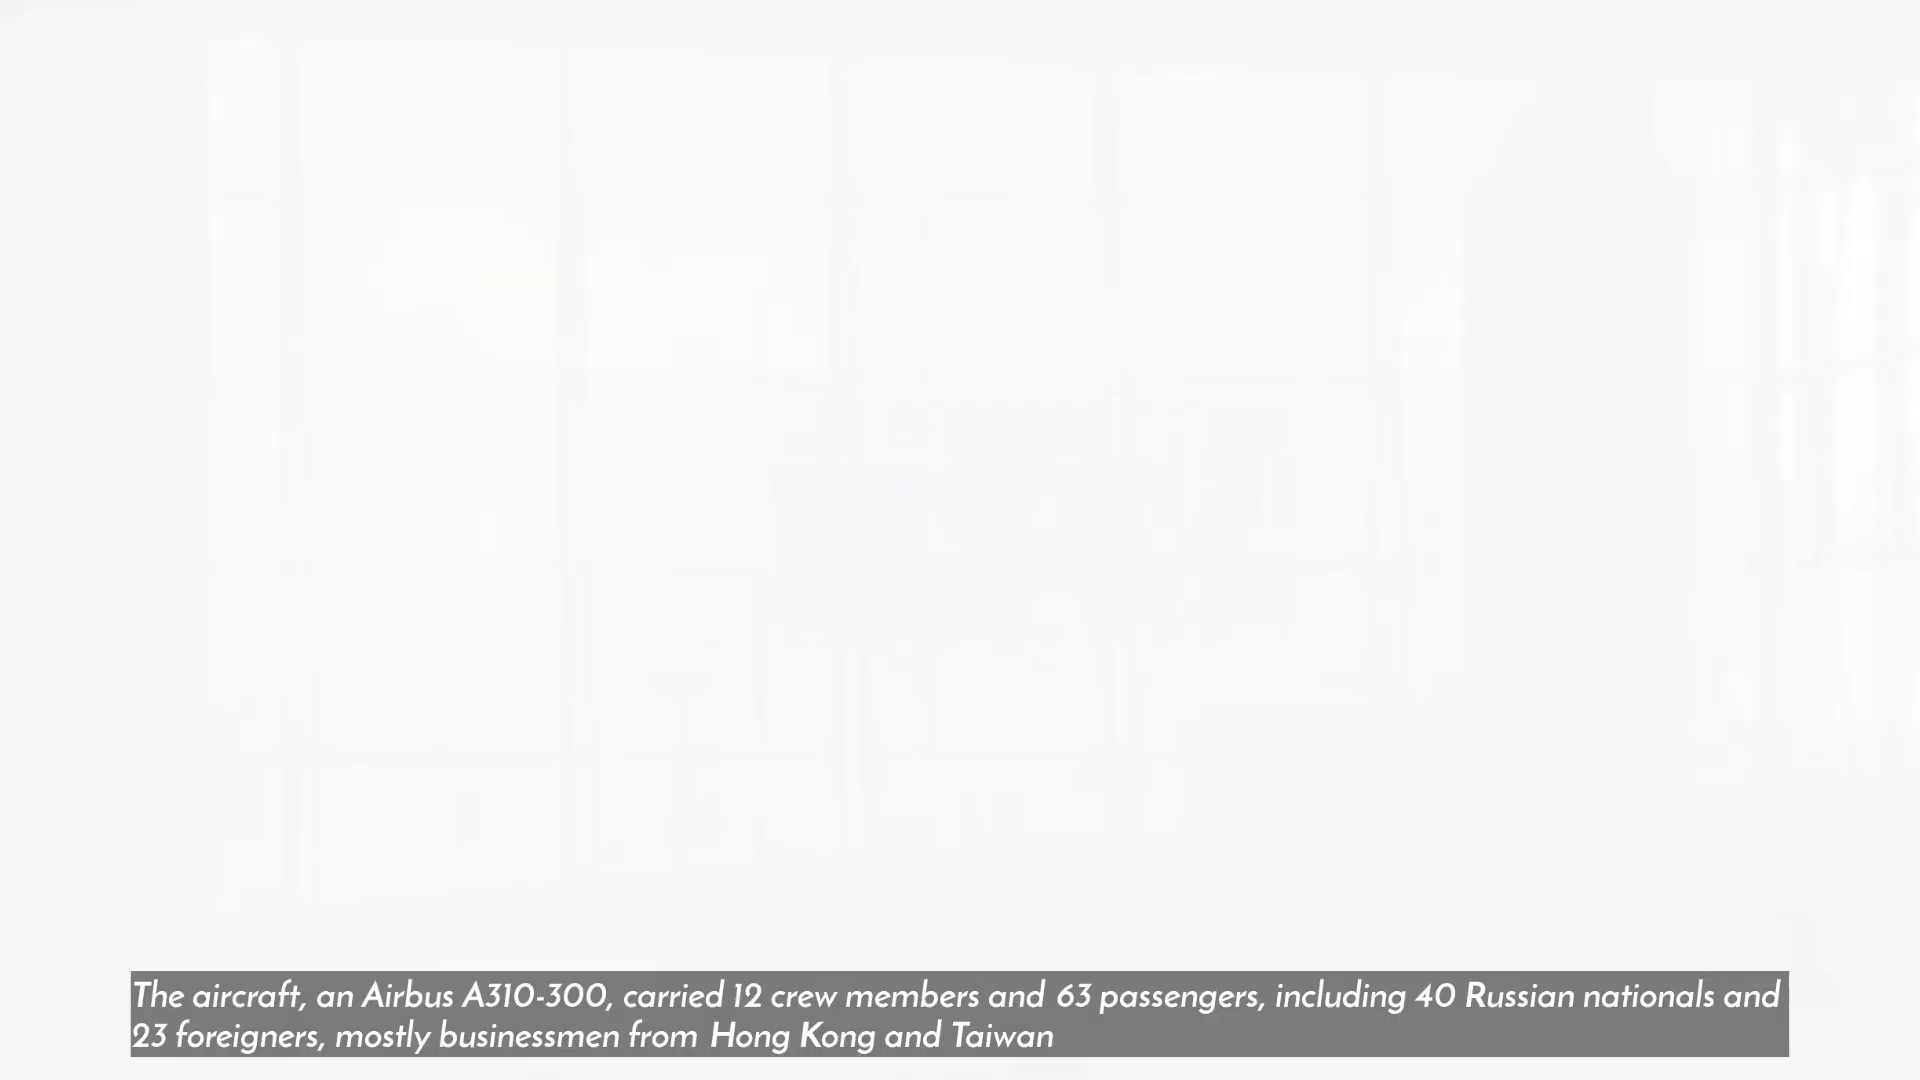 The aircraft, an Airbus A310-300, carried 12 crew members and 63 passengers, including 40 Russian nationals and
23 foreigners, mostly businessmen from Hong Kong and Taiwan